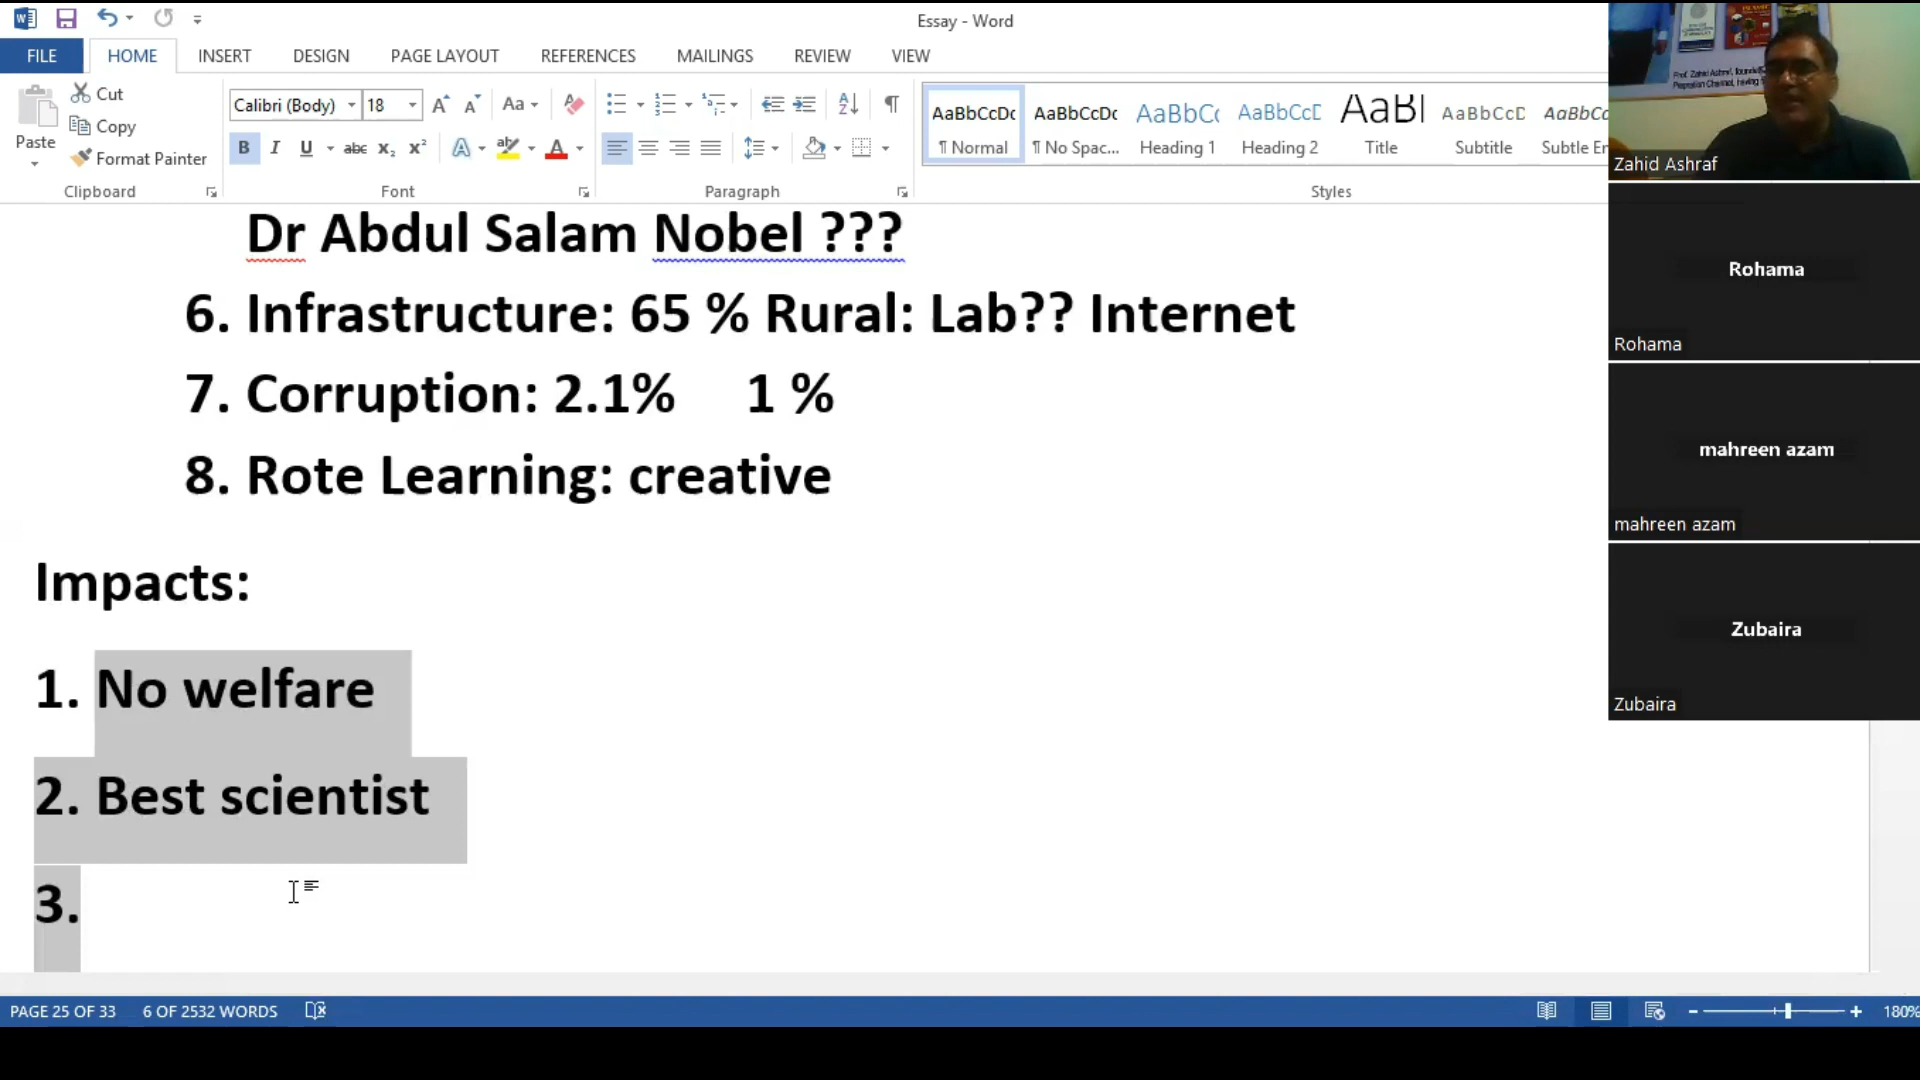 Essay - Word
FILE HOME INSERT DESIGN PAGE LAYOUT REFERENCES MAILINGS REVIEW VIEW
Paste
Cut
Copy
Format Painter
Calibri (Body) 18
Aa
B I U abc x₂ x²
AaBbCcDc AaBbCcDc AaBbCc AaBbCcD AaBl AaBbCcD AaBbCc
¶ Normal ¶ No Spac... Heading 1 Heading 2 Title Subtitle Subtle Em
Clipboard Font Paragraph Styles
Dr Abdul Salam Nobel ???
6. Infrastructure: 65 % Rural: Lab?? Internet
7. Corruption: 2.1% 1 %
8. Rote Learning: creative
Impacts:
1. No welfare
2. Best scientist
3.
Zahid Ashraf
Rohama
Rohama
mahreen azam
mahreen azam
Zubaira
Zubaira
PAGE 25 OF 33 6 OF 2532 WORDS 180%